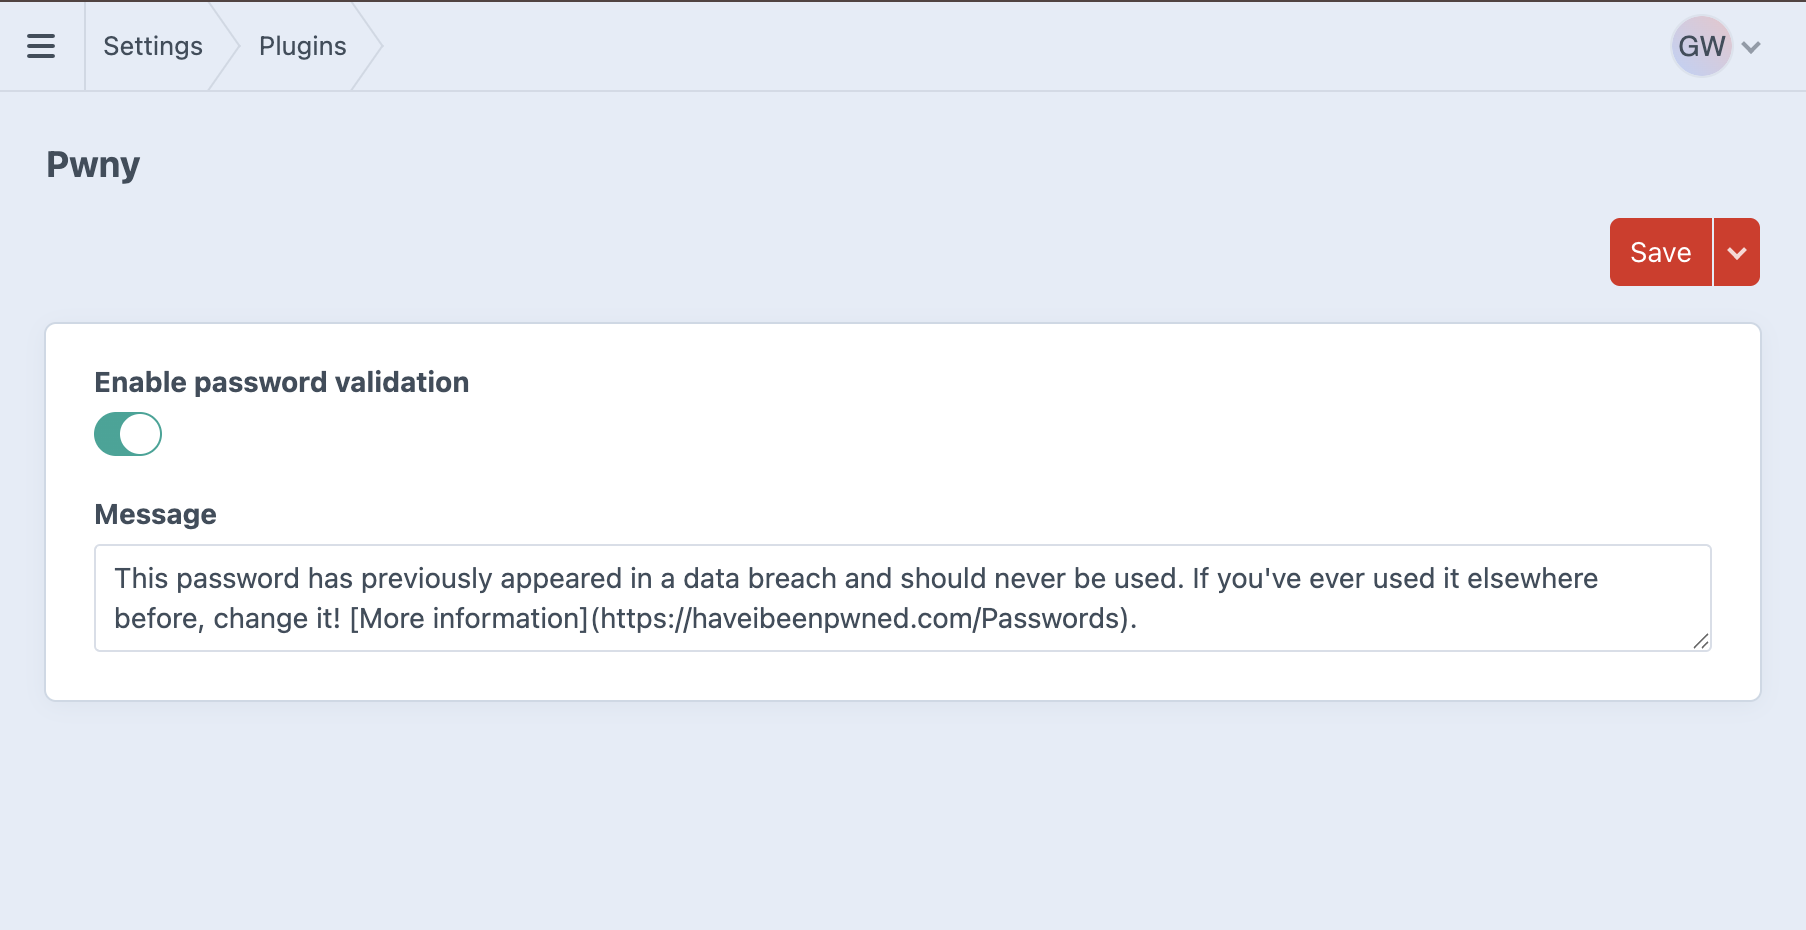 Settings
Plugins
GW
Pwny
Save
Enable password validation
Message
This password has previously appeared in a data breach and should never be used. If you've ever used it elsewhere
before, change it! [More information](https://haveibeenpwned.com/Passwords).